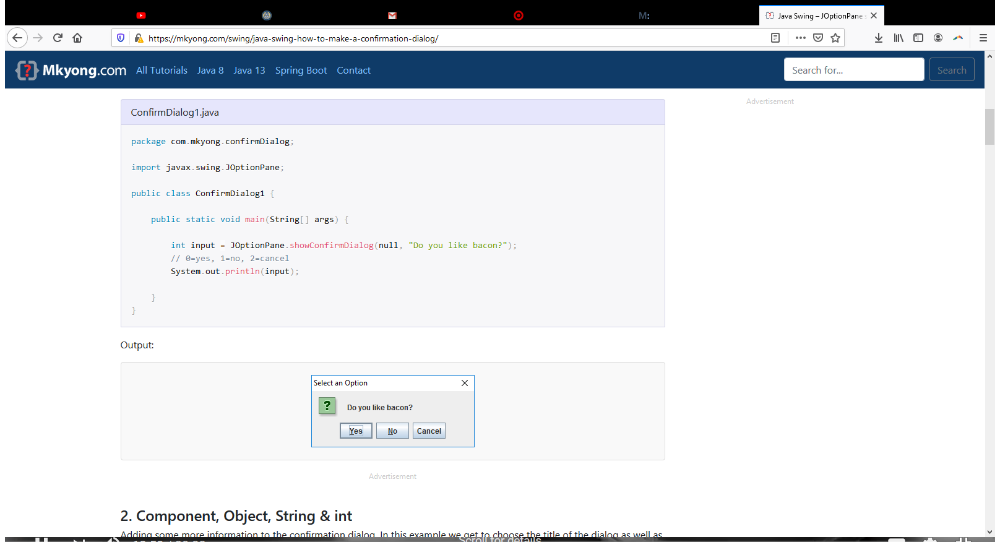 M:
Java Swing – JOptionPane
https://mkyong.com/swing/java-swing-how-to-make-a-confirmation-dialog/
Mkyong.com All Tutorials Java 8 Java 13 Spring Boot Contact Search for... Search
Advertisement
ConfirmDialog1.java
package com.mkyong.confirmDialog;
import javax.swing.JOptionPane;
public class ConfirmDialog1 {
public static void main(String[] args) {
int input = JOptionPane.showConfirmDialog(null, "Do you like bacon?");
// 0=yes, 1=no, 2=cancel
System.out.println(input);
}
}
Output:
Select an Option
? Do you like bacon?
Yes No Cancel
Advertisement
2. Component, Object, String & int
Adding some more information to the confirmation dialog. In this example we get to choose the title of the dialog as well as
Scroll for details